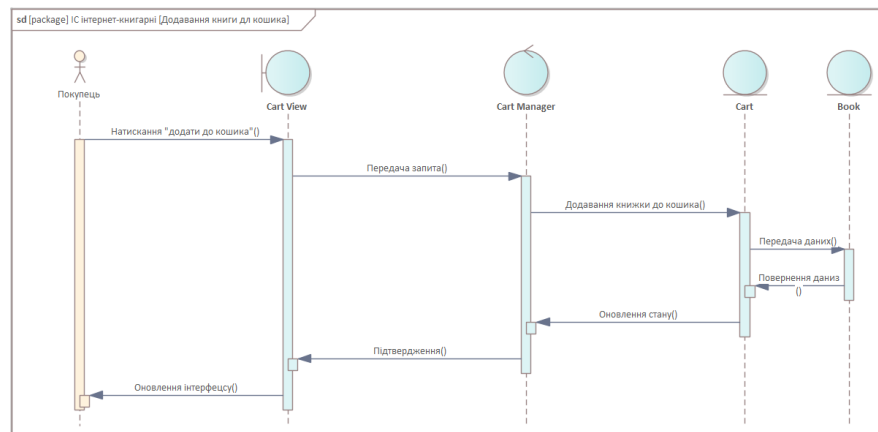 sd [package] ІС інтернет-книгарні [Додавання книги дл кошика]
Покупець
Cart View
Cart Manager
Cart
Book
Натискання "додати до кошика"()
Передача запита()
Додавання книжки до кошика()
Передача даних()
Повернення даниз
()
Оновлення стану()
Підтвердження()
Оновлення інтерфецсу()